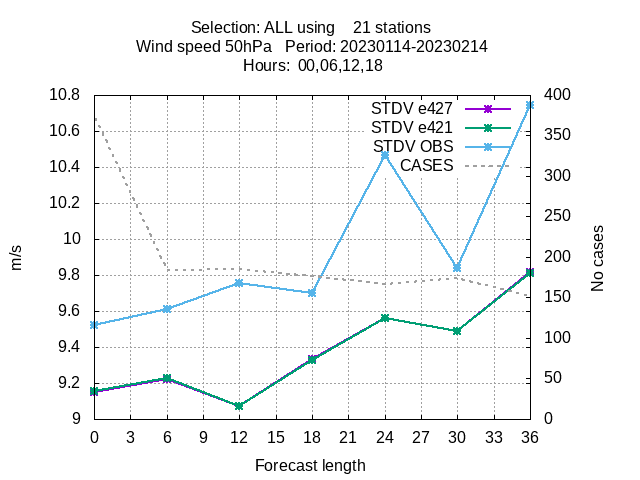 Selection: ALL using    21 stations
Wind speed 50hPa   Period: 20230114-20230214
Hours:  00,06,12,18
STDV e427
STDV e421
STDV OBS
CASES
10.8
10.6
10.4
10.2
10
9.8
9.6
9.4
9.2
9
400
350
300
250
200
150
100
50
0
m/s
No cases
0 3 6 9 12 15 18 21 24 27 30 33 36
Forecast length